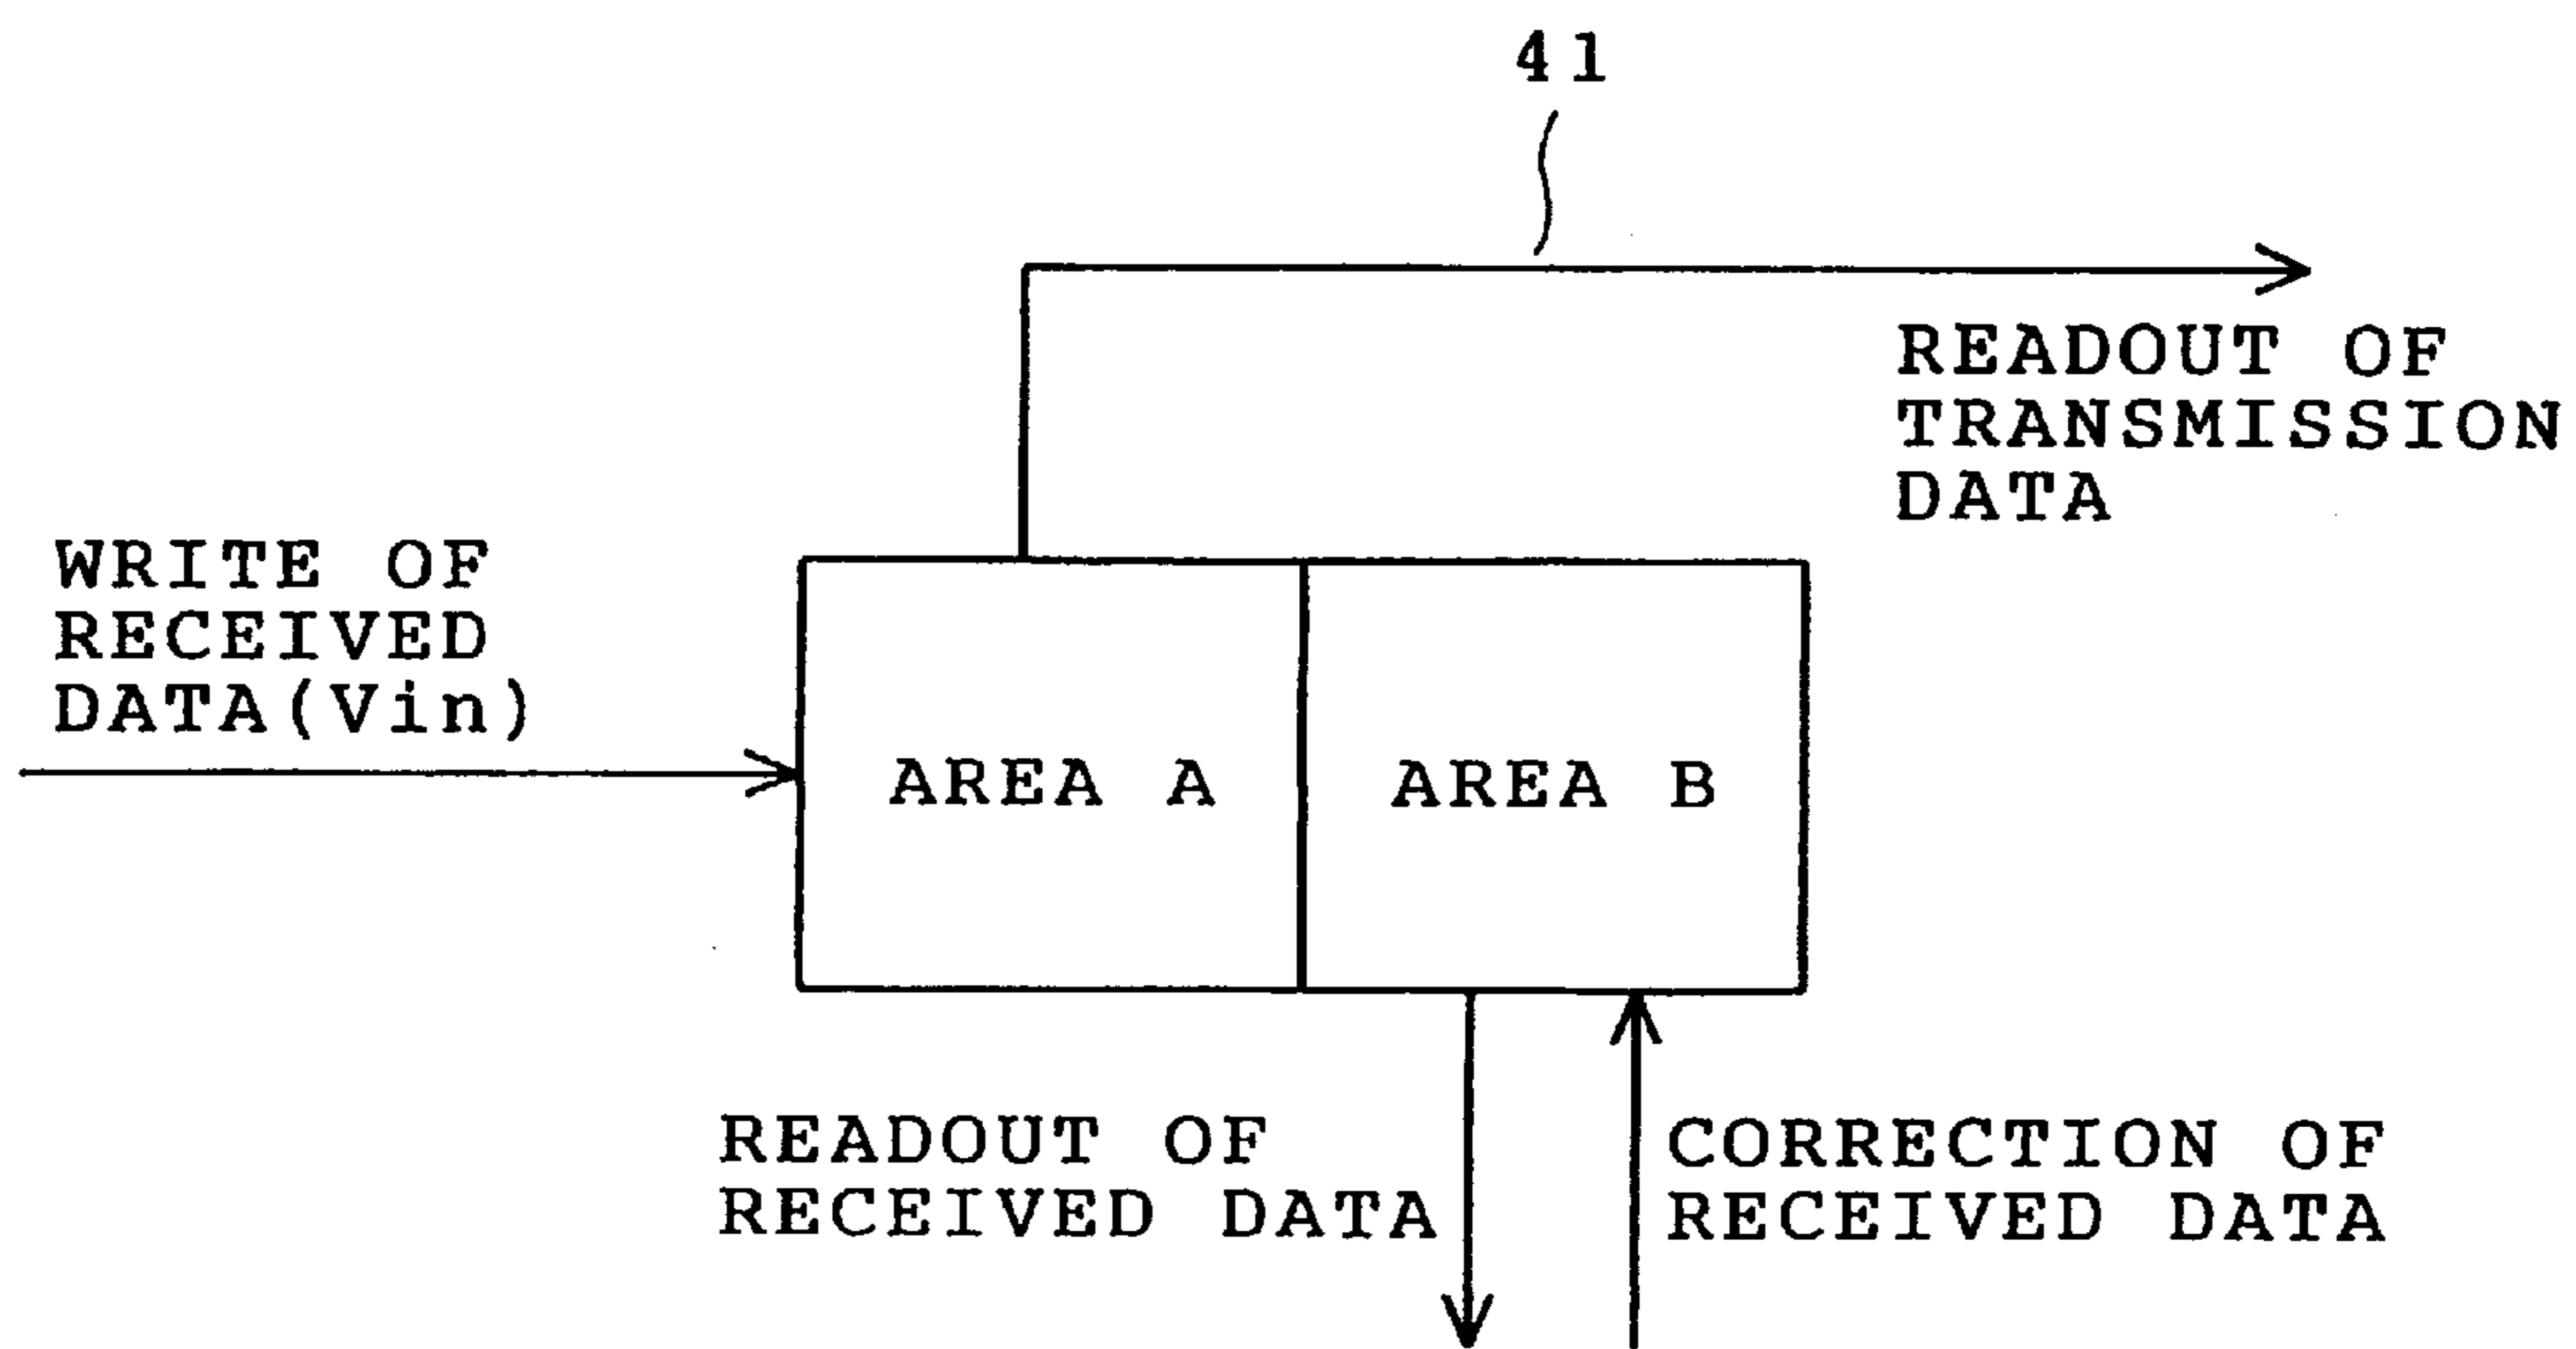 41
READOUT OF
TRANSMISSION
DATA
WRITE OF
RECEIVED
DATA(Vin)
AREA A
AREA B
READOUT OF
RECEIVED DATA
CORRECTION OF
RECEIVED DATA